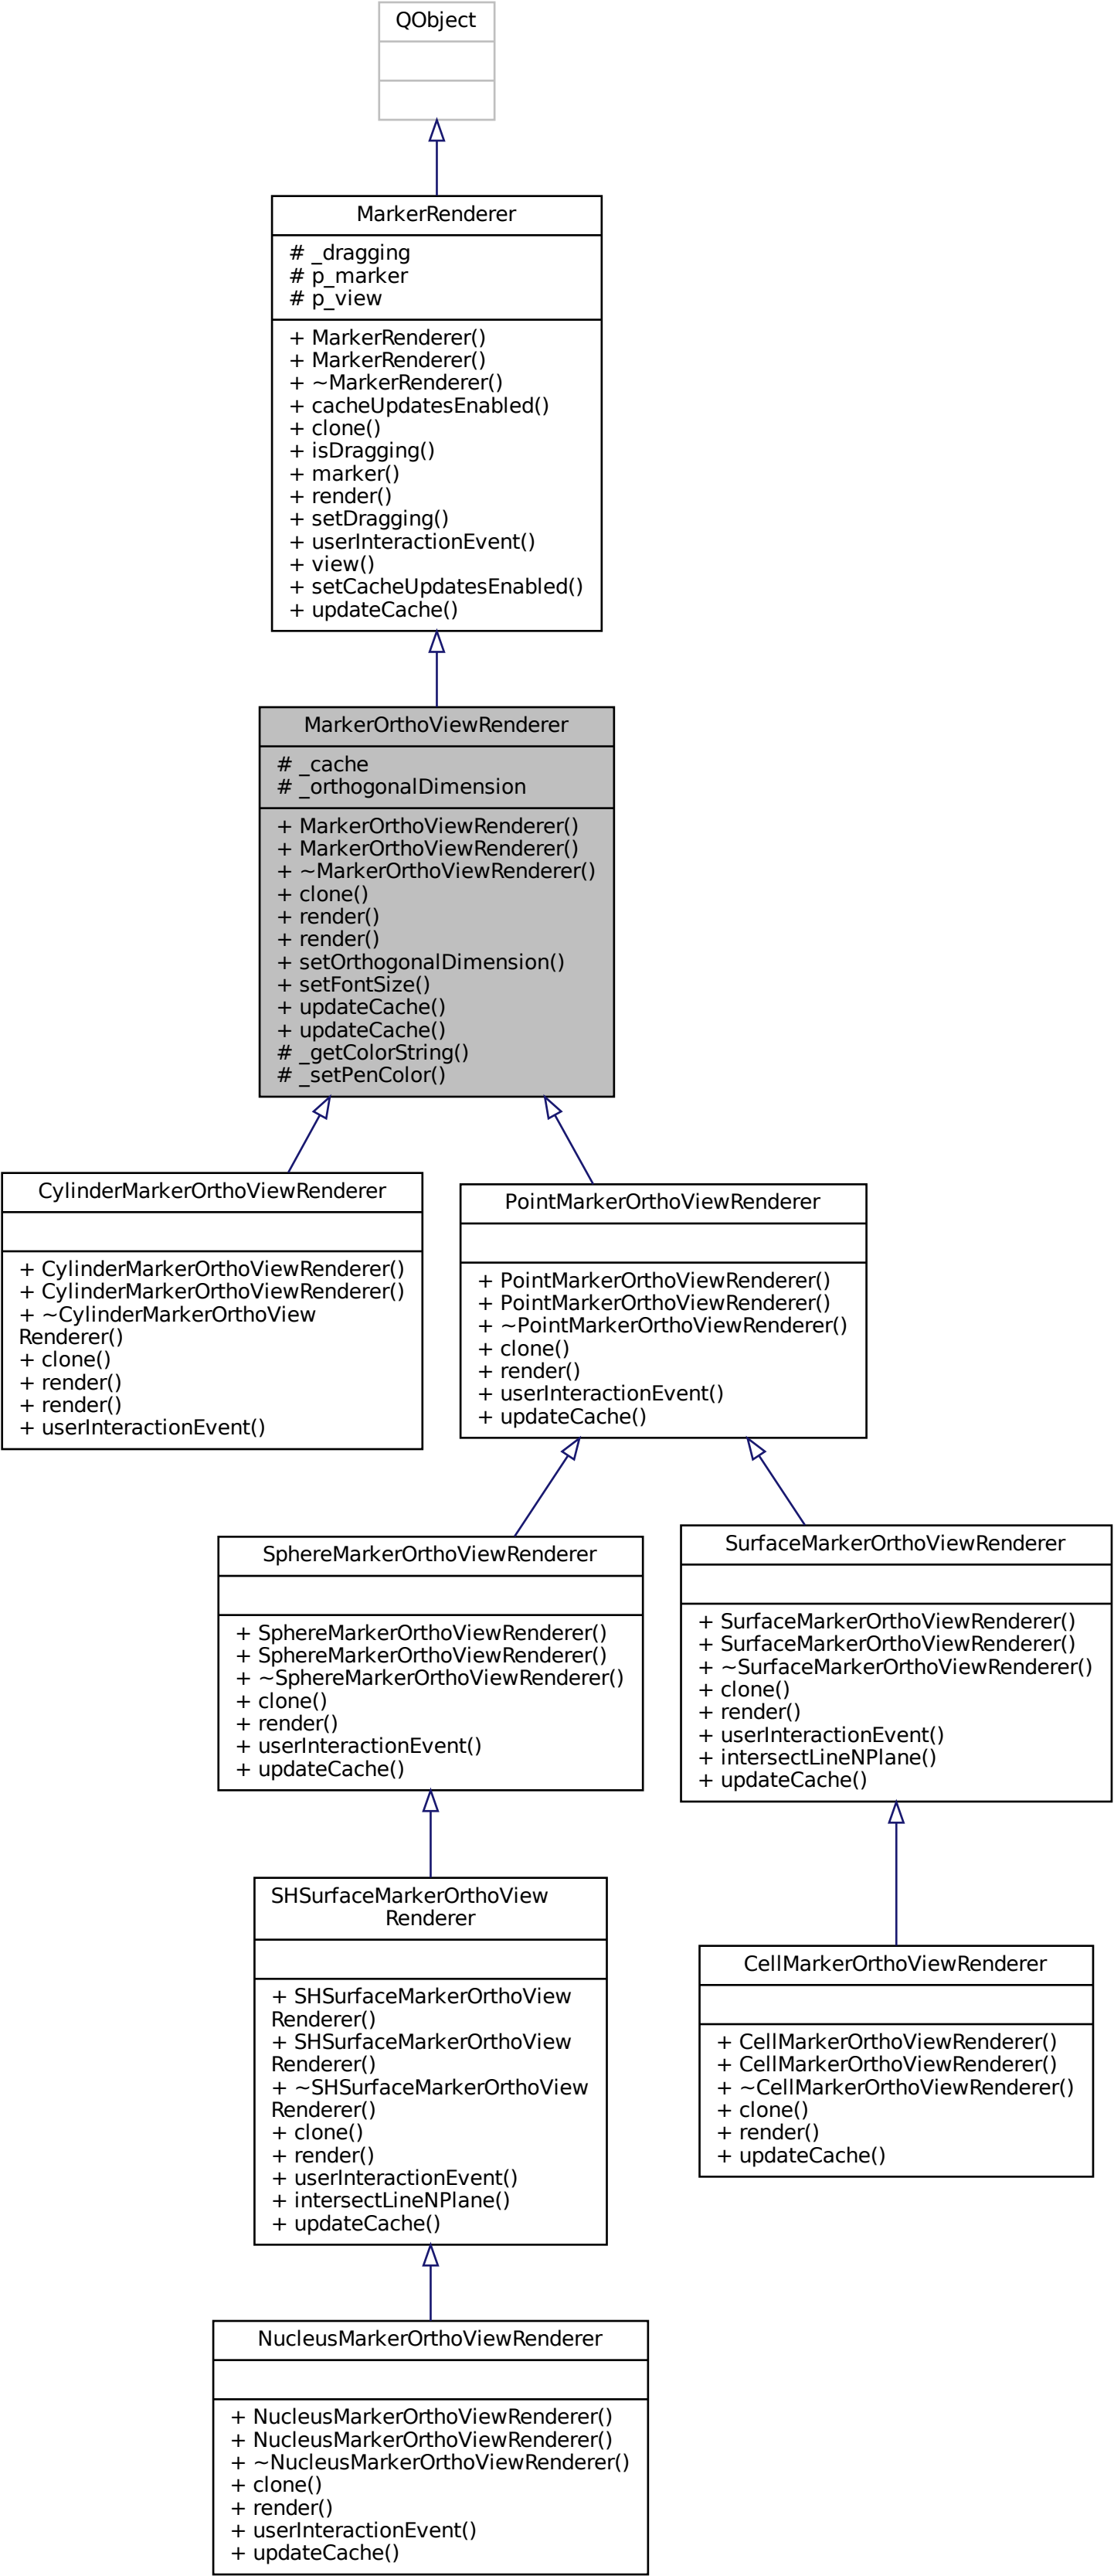 QObject
MarkerRenderer
# _dragging
# p_marker
# p_view
+ MarkerRenderer()
+ MarkerRenderer()
+ ~MarkerRenderer()
+ cacheUpdatesEnabled()
+ clone()
+ isDragging()
+ marker()
+ render()
+ setDragging()
+ userInteractionEvent()
+ view()
+ setCacheUpdatesEnabled()
+ updateCache()
MarkerOrthoViewRenderer
# _cache
# _orthogonalDimension
+ MarkerOrthoViewRenderer()
+ MarkerOrthoViewRenderer()
+ ~MarkerOrthoViewRenderer()
+ clone()
+ render()
+ render()
+ setOrthogonalDimension()
+ setFontSize()
+ updateCache()
+ updateCache()
# _getColorString()
# _setPenColor()
CylinderMarkerOrthoViewRenderer
+ CylinderMarkerOrthoViewRenderer()
+ CylinderMarkerOrthoViewRenderer()
+ ~CylinderMarkerOrthoView
Renderer()
+ clone()
+ render()
+ render()
+ userInteractionEvent()
PointMarkerOrthoViewRenderer
+ PointMarkerOrthoViewRenderer()
+ PointMarkerOrthoViewRenderer()
+ ~PointMarkerOrthoViewRenderer()
+ clone()
+ render()
+ userInteractionEvent()
+ updateCache()
SphereMarkerOrthoViewRenderer
+ SphereMarkerOrthoViewRenderer()
+ SphereMarkerOrthoViewRenderer()
+ ~SphereMarkerOrthoViewRenderer()
+ clone()
+ render()
+ userInteractionEvent()
+ updateCache()
SurfaceMarkerOrthoViewRenderer
+ SurfaceMarkerOrthoViewRenderer()
+ SurfaceMarkerOrthoViewRenderer()
+ ~SurfaceMarkerOrthoViewRenderer()
+ clone()
+ render()
+ userInteractionEvent()
+ intersectLineNPlane()
+ updateCache()
SHSurfaceMarkerOrthoView
Renderer
+ SHSurfaceMarkerOrthoView
Renderer()
+ SHSurfaceMarkerOrthoView
Renderer()
+ ~SHSurfaceMarkerOrthoView
Renderer()
+ clone()
+ render()
+ userInteractionEvent()
+ intersectLineNPlane()
+ updateCache()
CellMarkerOrthoViewRenderer
+ CellMarkerOrthoViewRenderer()
+ CellMarkerOrthoViewRenderer()
+ ~CellMarkerOrthoViewRenderer()
+ clone()
+ render()
+ updateCache()
NucleusMarkerOrthoViewRenderer
+ NucleusMarkerOrthoViewRenderer()
+ NucleusMarkerOrthoViewRenderer()
+ ~NucleusMarkerOrthoViewRenderer()
+ clone()
+ render()
+ userInteractionEvent()
+ updateCache()